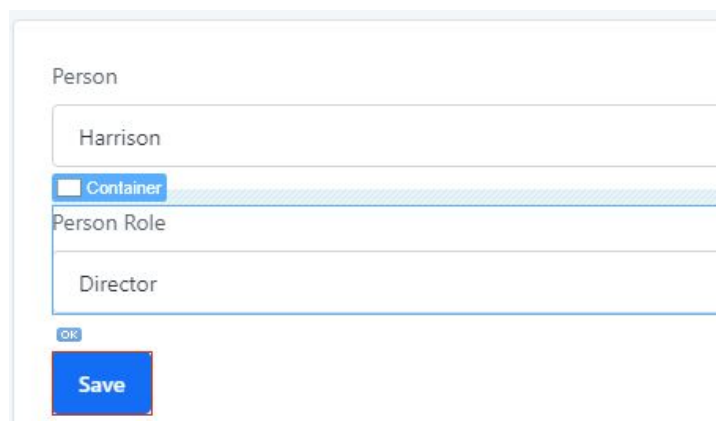 Person
Harrison
Container
Person Role
Director
OK
Save